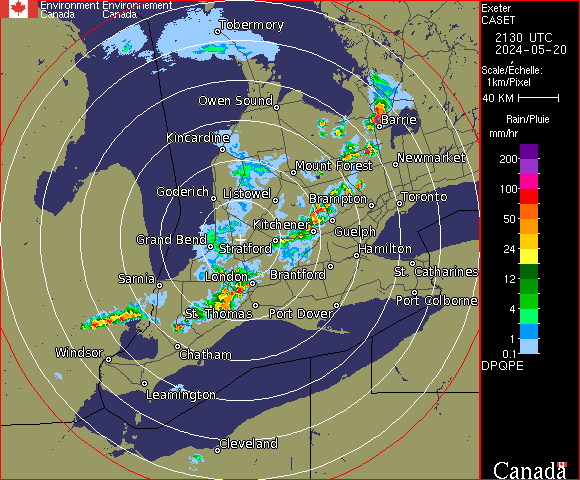 Environment Environnement
Canada Canada
Exeter
CASET
2130 UTC
2024-05-20
Scale/Echelle:
1km/Pixel
40 KM
Rain/Pluie
mm/hr
200
100
50
24
12
4
1
0.1
DPQPE
Canada
Tobermory
Owen Sound
Barrie
Kincardine
Newmarket
Mount Forest
Goderich
Listowel
Brampton
Toronto
Kitchener
Guelph
Grand Bend
Stratford
Hamilton
Sarnia
London
Brantford
St. Catharines
Port Colborne
St. Thomas
Port Dover
Windsor
Chatham
Leamington
Cleveland